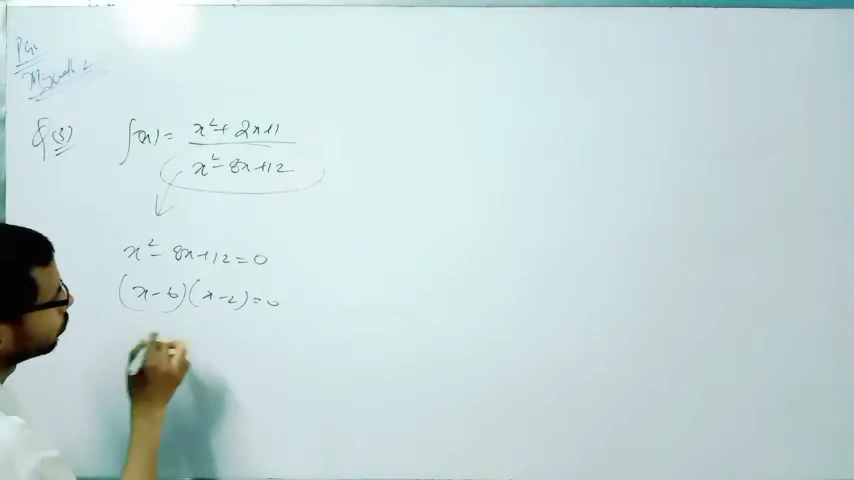 Q(3)
f(x) = x² + 2x+1 / x² - 8x+12
x² - 8x+12 = 0
(x-6)(x-2) = 0